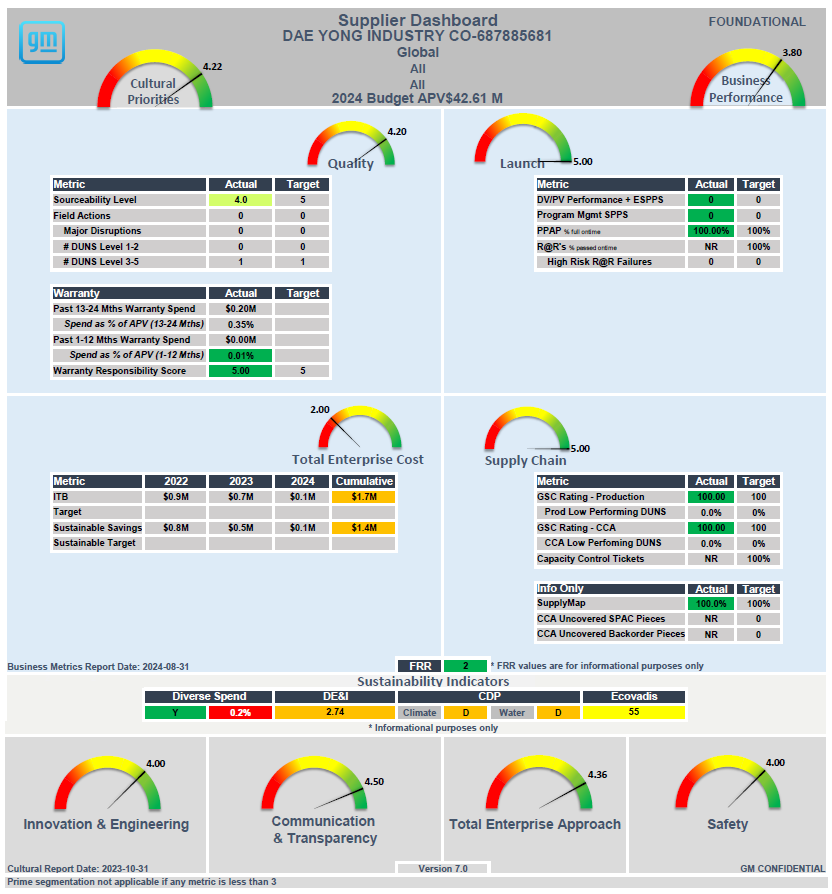 gm
Supplier Dashboard
FOUNDATIONAL
DAE YONG INDUSTRY CO-687885681
Global
All
All
2024 Budget APV$42.61 M
4.22
Cultural
Priorities
3.80
Business
Performance
4.20
Quality
5.00
Launch
Metric Actual Target
Sourceability Level 4.0 5
Field Actions 0 0
Major Disruptions 0 0
# DUNS Level 1-2 0 0
# DUNS Level 3-5 1 1
Warranty Actual Target
Past 13-24 Mths Warranty Spend $0.20M
Spend as % of APV (13-24 Mths) 0.35%
Past 1-12 Mths Warranty Spend $0.00M
Spend as % of APV (1-12 Mths) 0.01%
Warranty Responsibility Score 5.00 5
Metric Actual Target
DV/PV Performance + ESPPS 0 0
Program Mgmt SPPS 0 0
PPAP % full ontime 100.00% 100%
R@R's % passed ontime NR 100%
High Risk R@R Failures 0 0
2.00
Total Enterprise Cost
5.00
Supply Chain
Metric 2022 2023 2024 Cumulative
ITB $0.9M $0.7M $0.1M $1.7M
Target
Sustainable Savings $0.8M $0.5M $0.1M $1.4M
Sustainable Target
Metric Actual Target
GSC Rating - Production 100.00 100
Prod Low Performing DUNS 0.0% 0%
GSC Rating - CCA 100.00 100
CCA Low Perfoming DUNS 0.0% 0%
Capacity Control Tickets NR 100%
Info Only Actual Target
SupplyMap 100.0% 100%
CCA Uncovered SPAC Pieces NR 0
CCA Uncovered Backorder Pieces NR 0
Business Metrics Report Date: 2024-08-31
FRR 2 * FRR values are for informational purposes only
Sustainability Indicators
Diverse Spend DE&I CDP Ecovadis
Y 0.2% 2.74 Climate D Water D 55
* Informational purposes only
4.00
Innovation & Engineering
4.50
Communication
& Transparency
4.36
Total Enterprise Approach
4.00
Safety
Cultural Report Date: 2023-10-31
Version 7.0
GM CONFIDENTIAL
Prime segmentation not applicable if any metric is less than 3